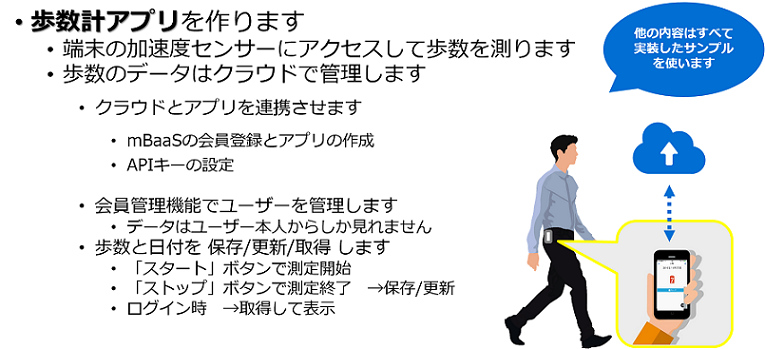 • 歩数計アプリを作ります
• 端末の加速度センサーにアクセスして歩数を測ります
• 歩数のデータはクラウドで管理します
• クラウドとアプリを連携させます
• mBaaSの会員登録とアプリの作成
• APIキーの設定
• 会員管理機能でユーザーを管理します
• データはユーザー本人からしか見れません
• 歩数と日付を 保存/更新/取得 します
• 「スタート」ボタンで測定開始
• 「ストップ」ボタンで測定終了　→保存/更新
• ログイン時　→取得して表示
他の内容はすべて
実装したサンプル
を使います